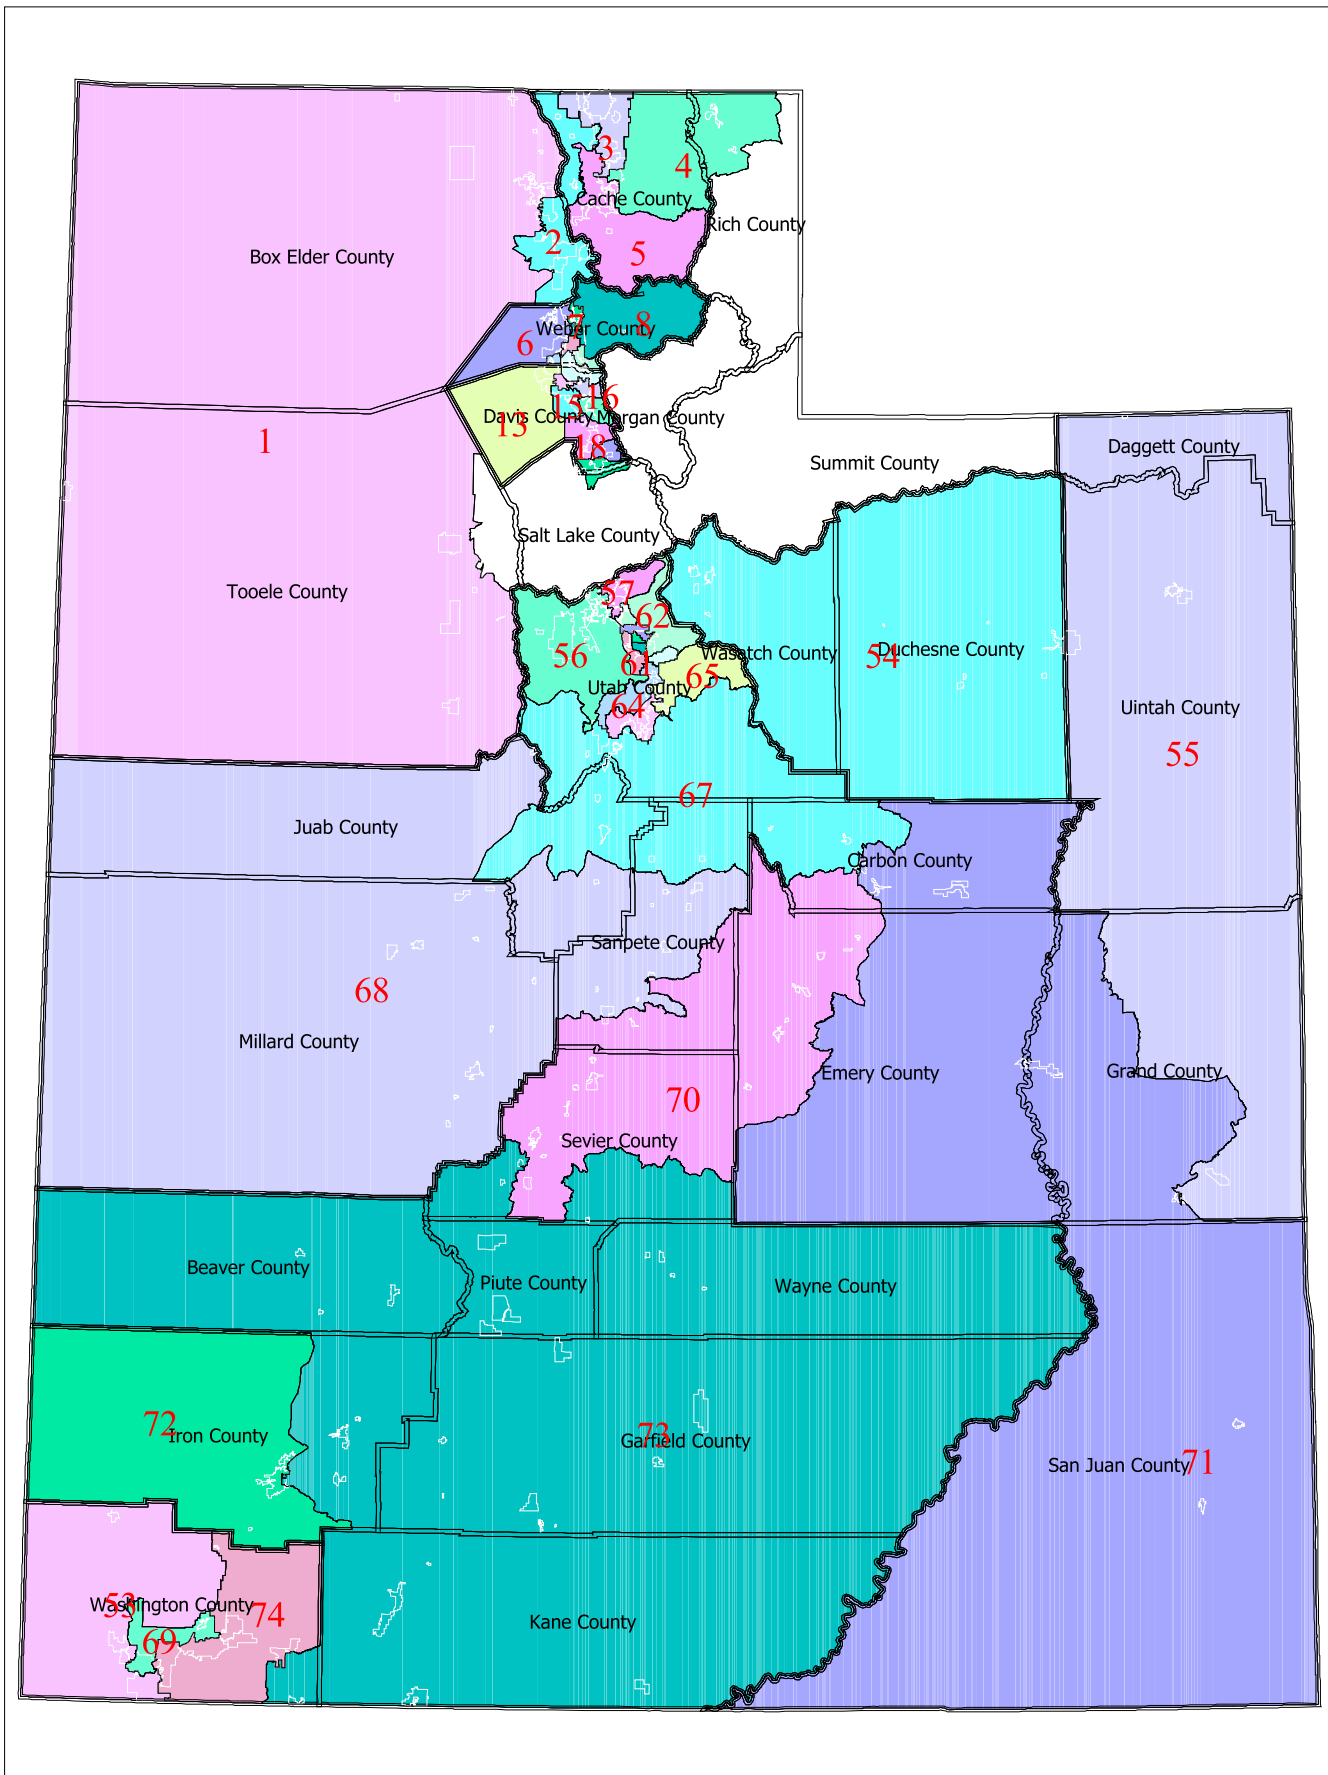 3
4
Cache County
Rich County
2
5
Box Elder County
7
8
Weber County
6
16
15
Davis County
Morgan County
13
1
18
Daggett County
Summit County
Salt Lake County
57
Tooele County
62
56
Wasatch County
54
Duchesne County
61
65
Utah County
64
Uintah County
55
67
Juab County
Carbon County
Sanpete County
68
Millard County
Emery County
Grand County
70
Sevier County
Beaver County
Piute County
Wayne County
72
Iron County
73
Garfield County
San Juan County
71
53
Washington County
74
69
Kane County